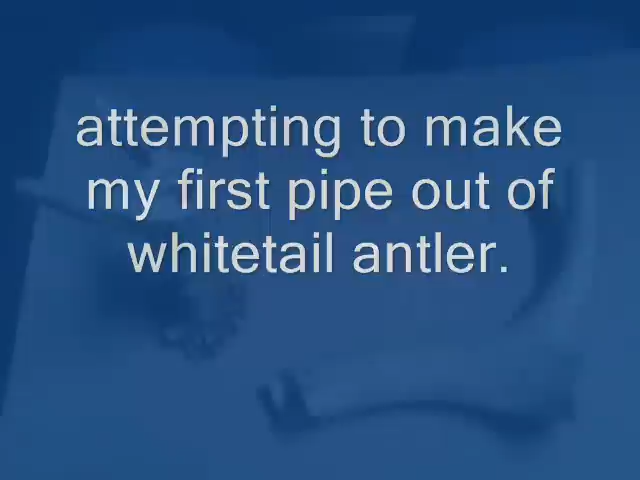 attempting to make
my first pipe out of
whitetail antler.